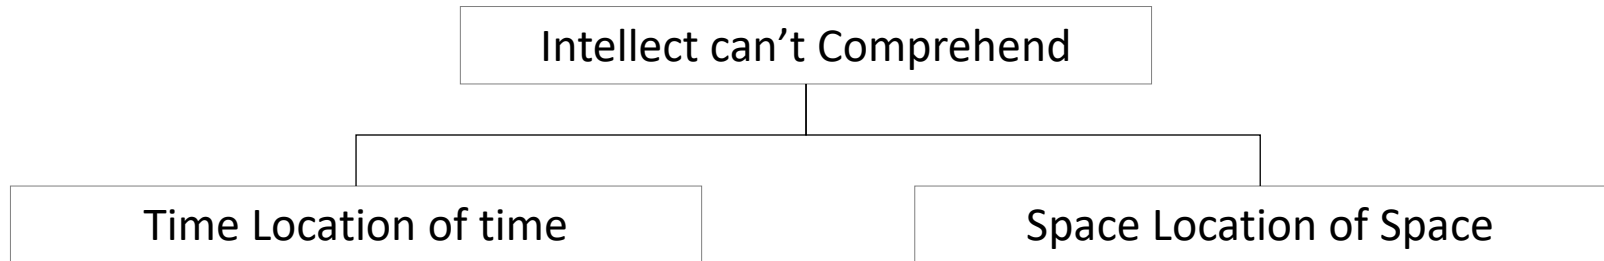 Intellect can’t Comprehend
Time Location of time
Space Location of Space